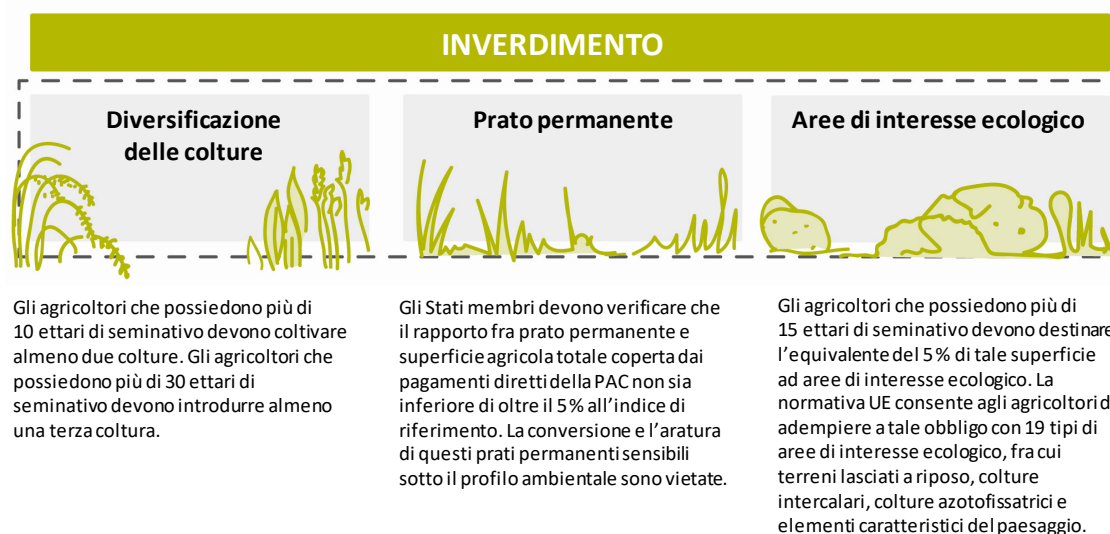 INVERDIMENTO
Diversificazione
delle colture
Gli agricoltori che possiedono più di
10 ettari di seminativo devono coltivare
almeno due colture. Gli agricoltori che
possiedono più di 30 ettari di
seminativo devono introdurre almeno
una terza coltura.
Prato permanente
Gli Stati membri devono verificare che
il rapporto fra prato permanente e
superficie agricola totale coperta dai
pagamenti diretti della PAC non sia
inferiore di oltre il 5 % all'indice di
riferimento. La conversione e l'aratura
di questi prati permanenti sensibili
sotto il profilo ambientale sono vietate.
Aree di interesse ecologico
Gli agricoltori che possiedono più di
15 ettari di seminativo devono destinare
l'equivalente del 5 % di tale superficie
ad aree di interesse ecologico. La
normativa UE consente agli agricoltori d
adempiere a tale obbligo con 19 tipi di
aree di interesse ecologico, fra cui
terreni lasciati a riposo, colture
intercalari, colture azotofissatrici e
elementi caratteristici del paesaggio.